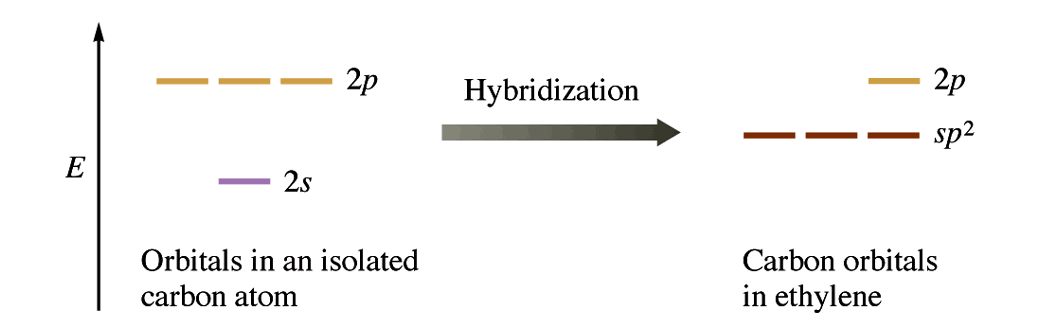 E
2p
2s
Orbitals in an isolated
carbon atom
Hybridization
2p
sp²
Carbon orbitals
in ethylene